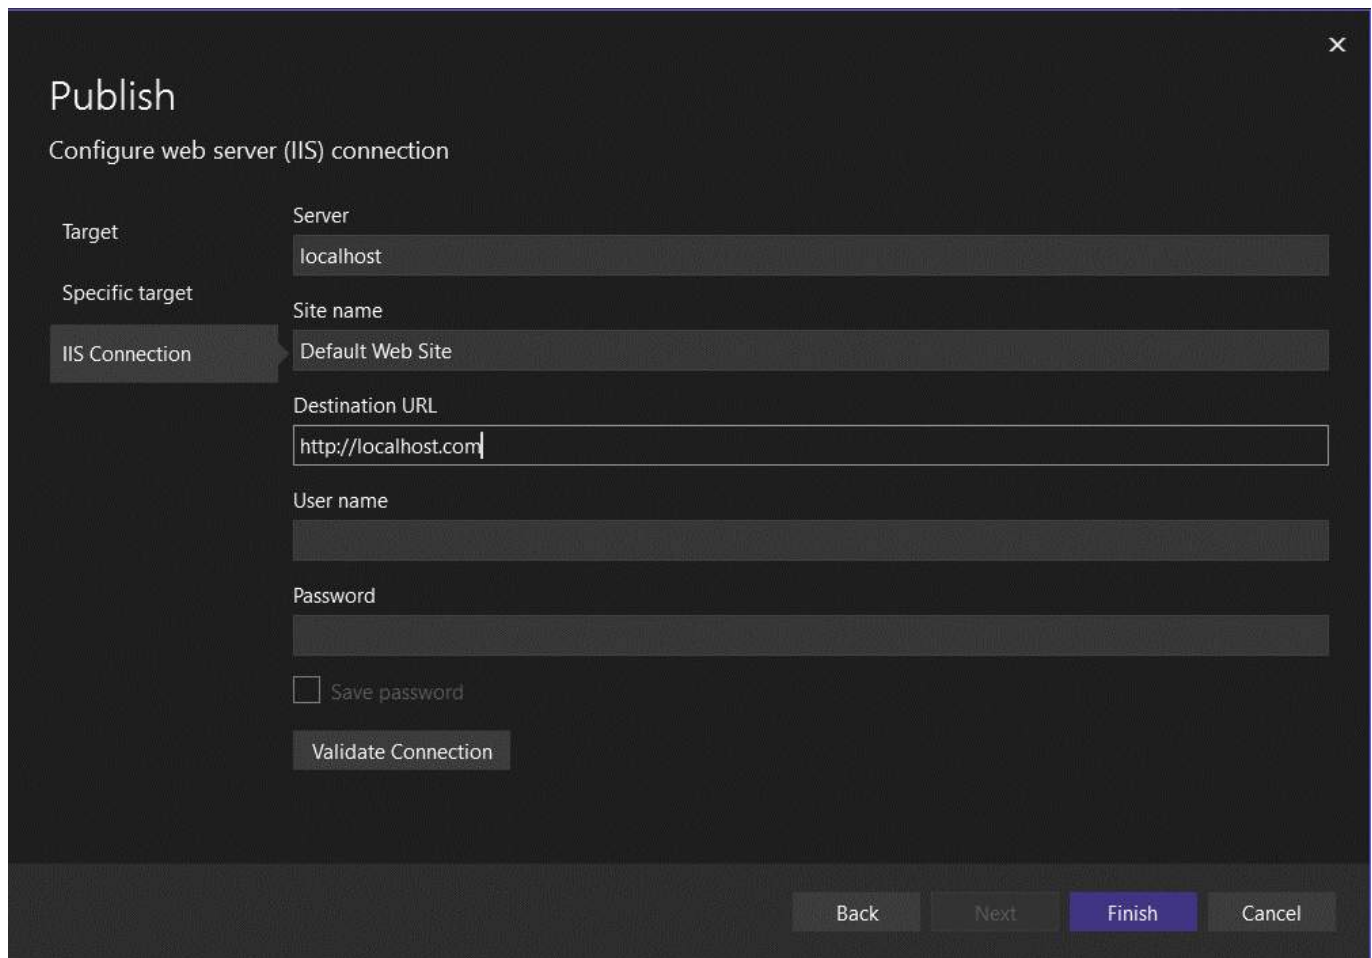 Publish
Configure web server (IIS) connection
Target
Specific target
IIS Connection
Server
localhost
Site name
Default Web Site
Destination URL
http://localhost.com
User name
Password
Save password
Validate Connection
Back
Next
Finish
Cancel